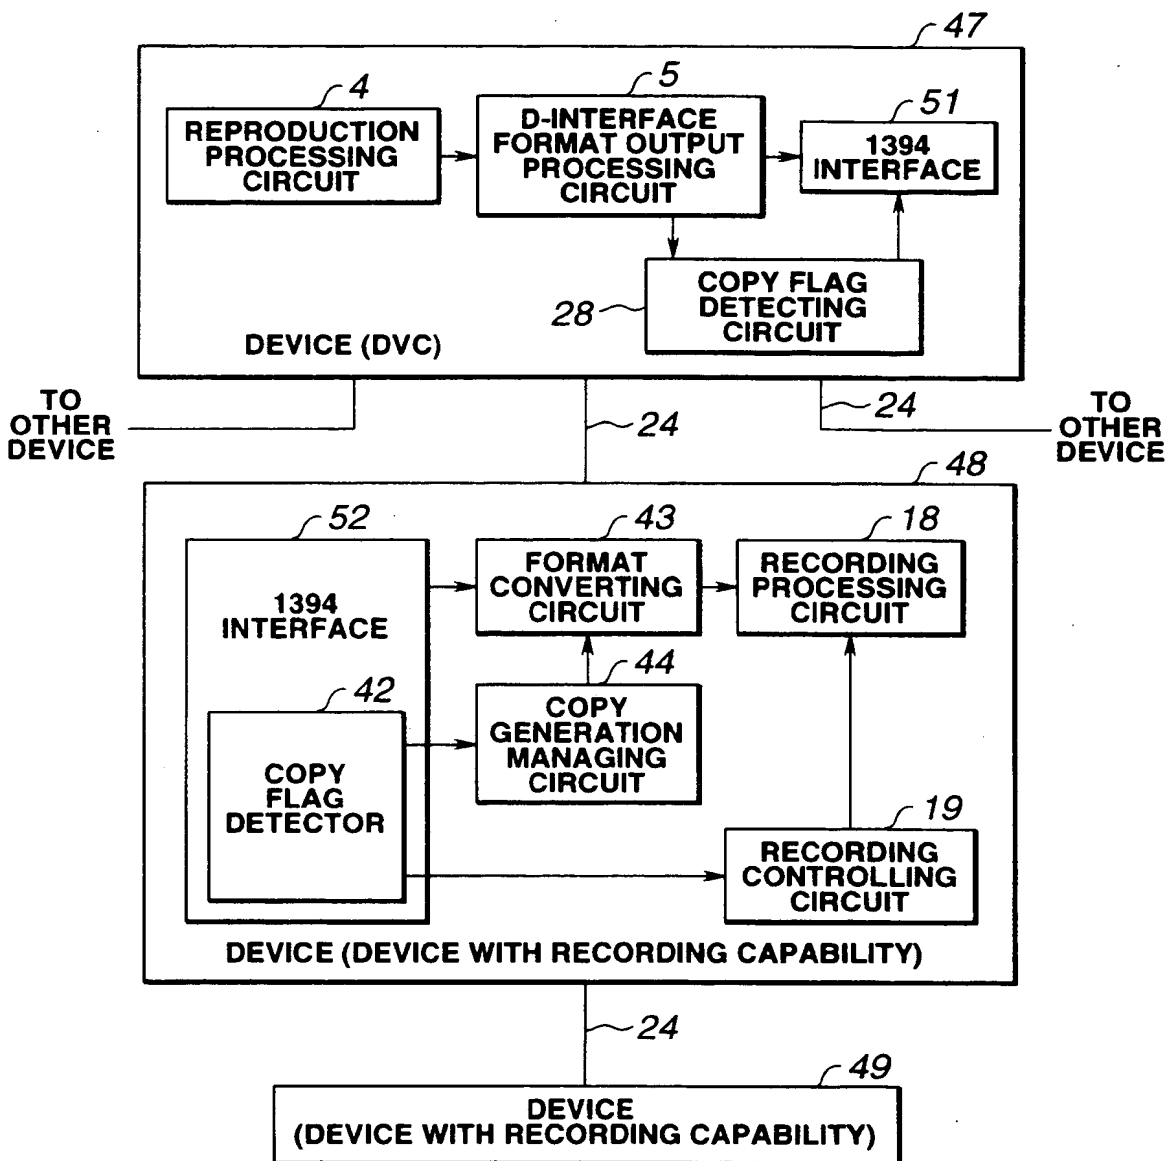 47
4
REPRODUCTION
PROCESSING
CIRCUIT
5
D-INTERFACE
FORMAT OUTPUT
PROCESSING
CIRCUIT
51
1394
INTERFACE
28
COPY FLAG
DETECTING
CIRCUIT
DEVICE (DVC)
TO
OTHER
DEVICE
24
24
TO
OTHER
DEVICE
48
52
1394
INTERFACE
43
FORMAT
CONVERTING
CIRCUIT
18
RECORDING
PROCESSING
CIRCUIT
42
COPY
FLAG
DETECTOR
44
COPY
GENERATION
MANAGING
CIRCUIT
19
RECORDING
CONTROLLING
CIRCUIT
DEVICE (DEVICE WITH RECORDING CAPABILITY)
24
49
DEVICE
(DEVICE WITH RECORDING CAPABILITY)